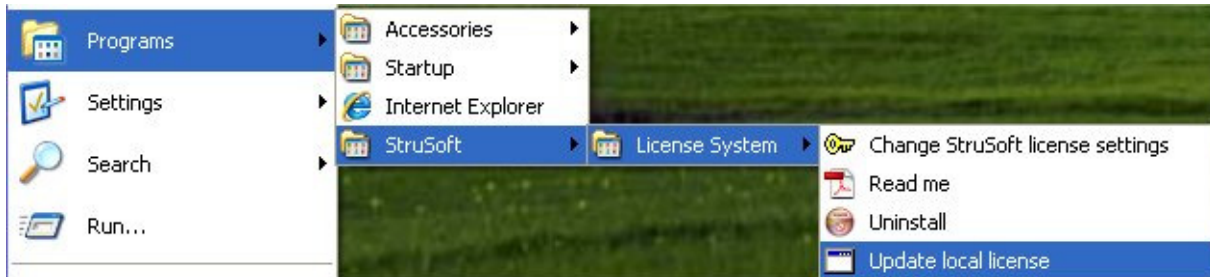 Programs
Settings
Search
Run...
Accessories
Startup
Internet Explorer
StruSoft
License System
Change StruSoft license settings
Read me
Uninstall
Update local license